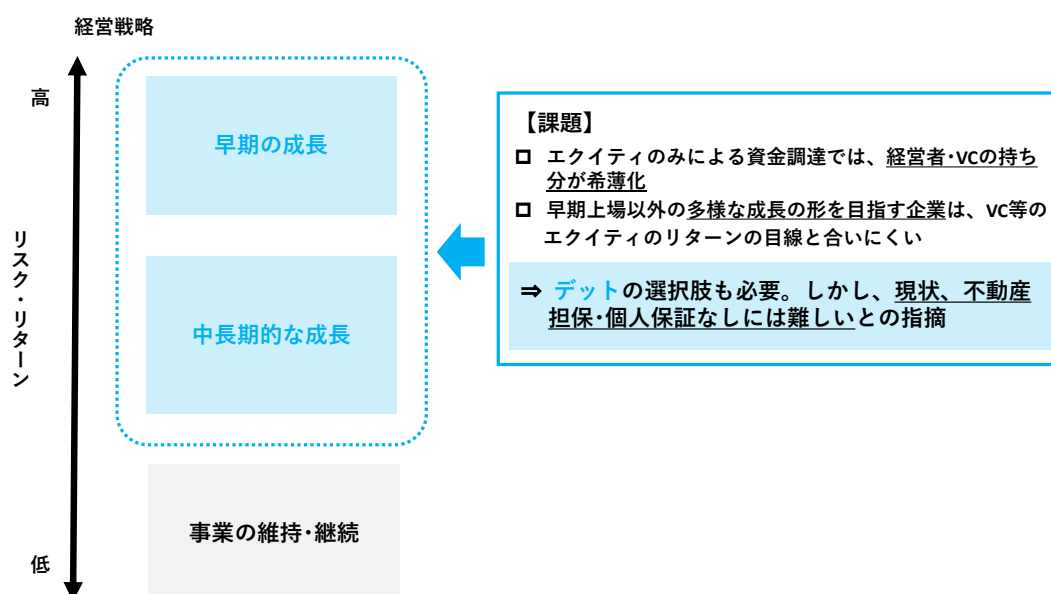 経営戦略
高
リスク・リターン
低
早期の成長
中長期的な成長
事業の維持・継続
【課題】
□ エクイティのみによる資金調達では、経営者・VCの持ち
分が希薄化
□ 早期上場以外の多様な成長の形を目指す企業は、VC等の
エクイティのリターンの目線と合いにくい
⇒ デットの選択肢も必要。しかし、現状、不動産
担保・個人保証なしには難しいとの指摘